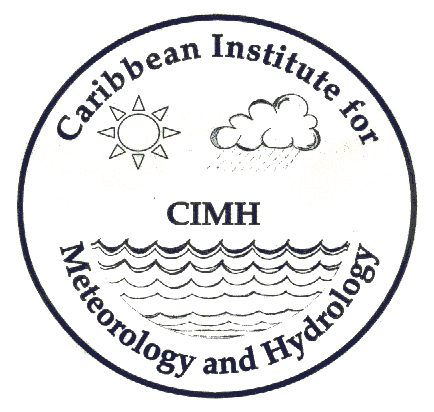 Caribbean Institute for
CIMH
Meteorology and Hydrology